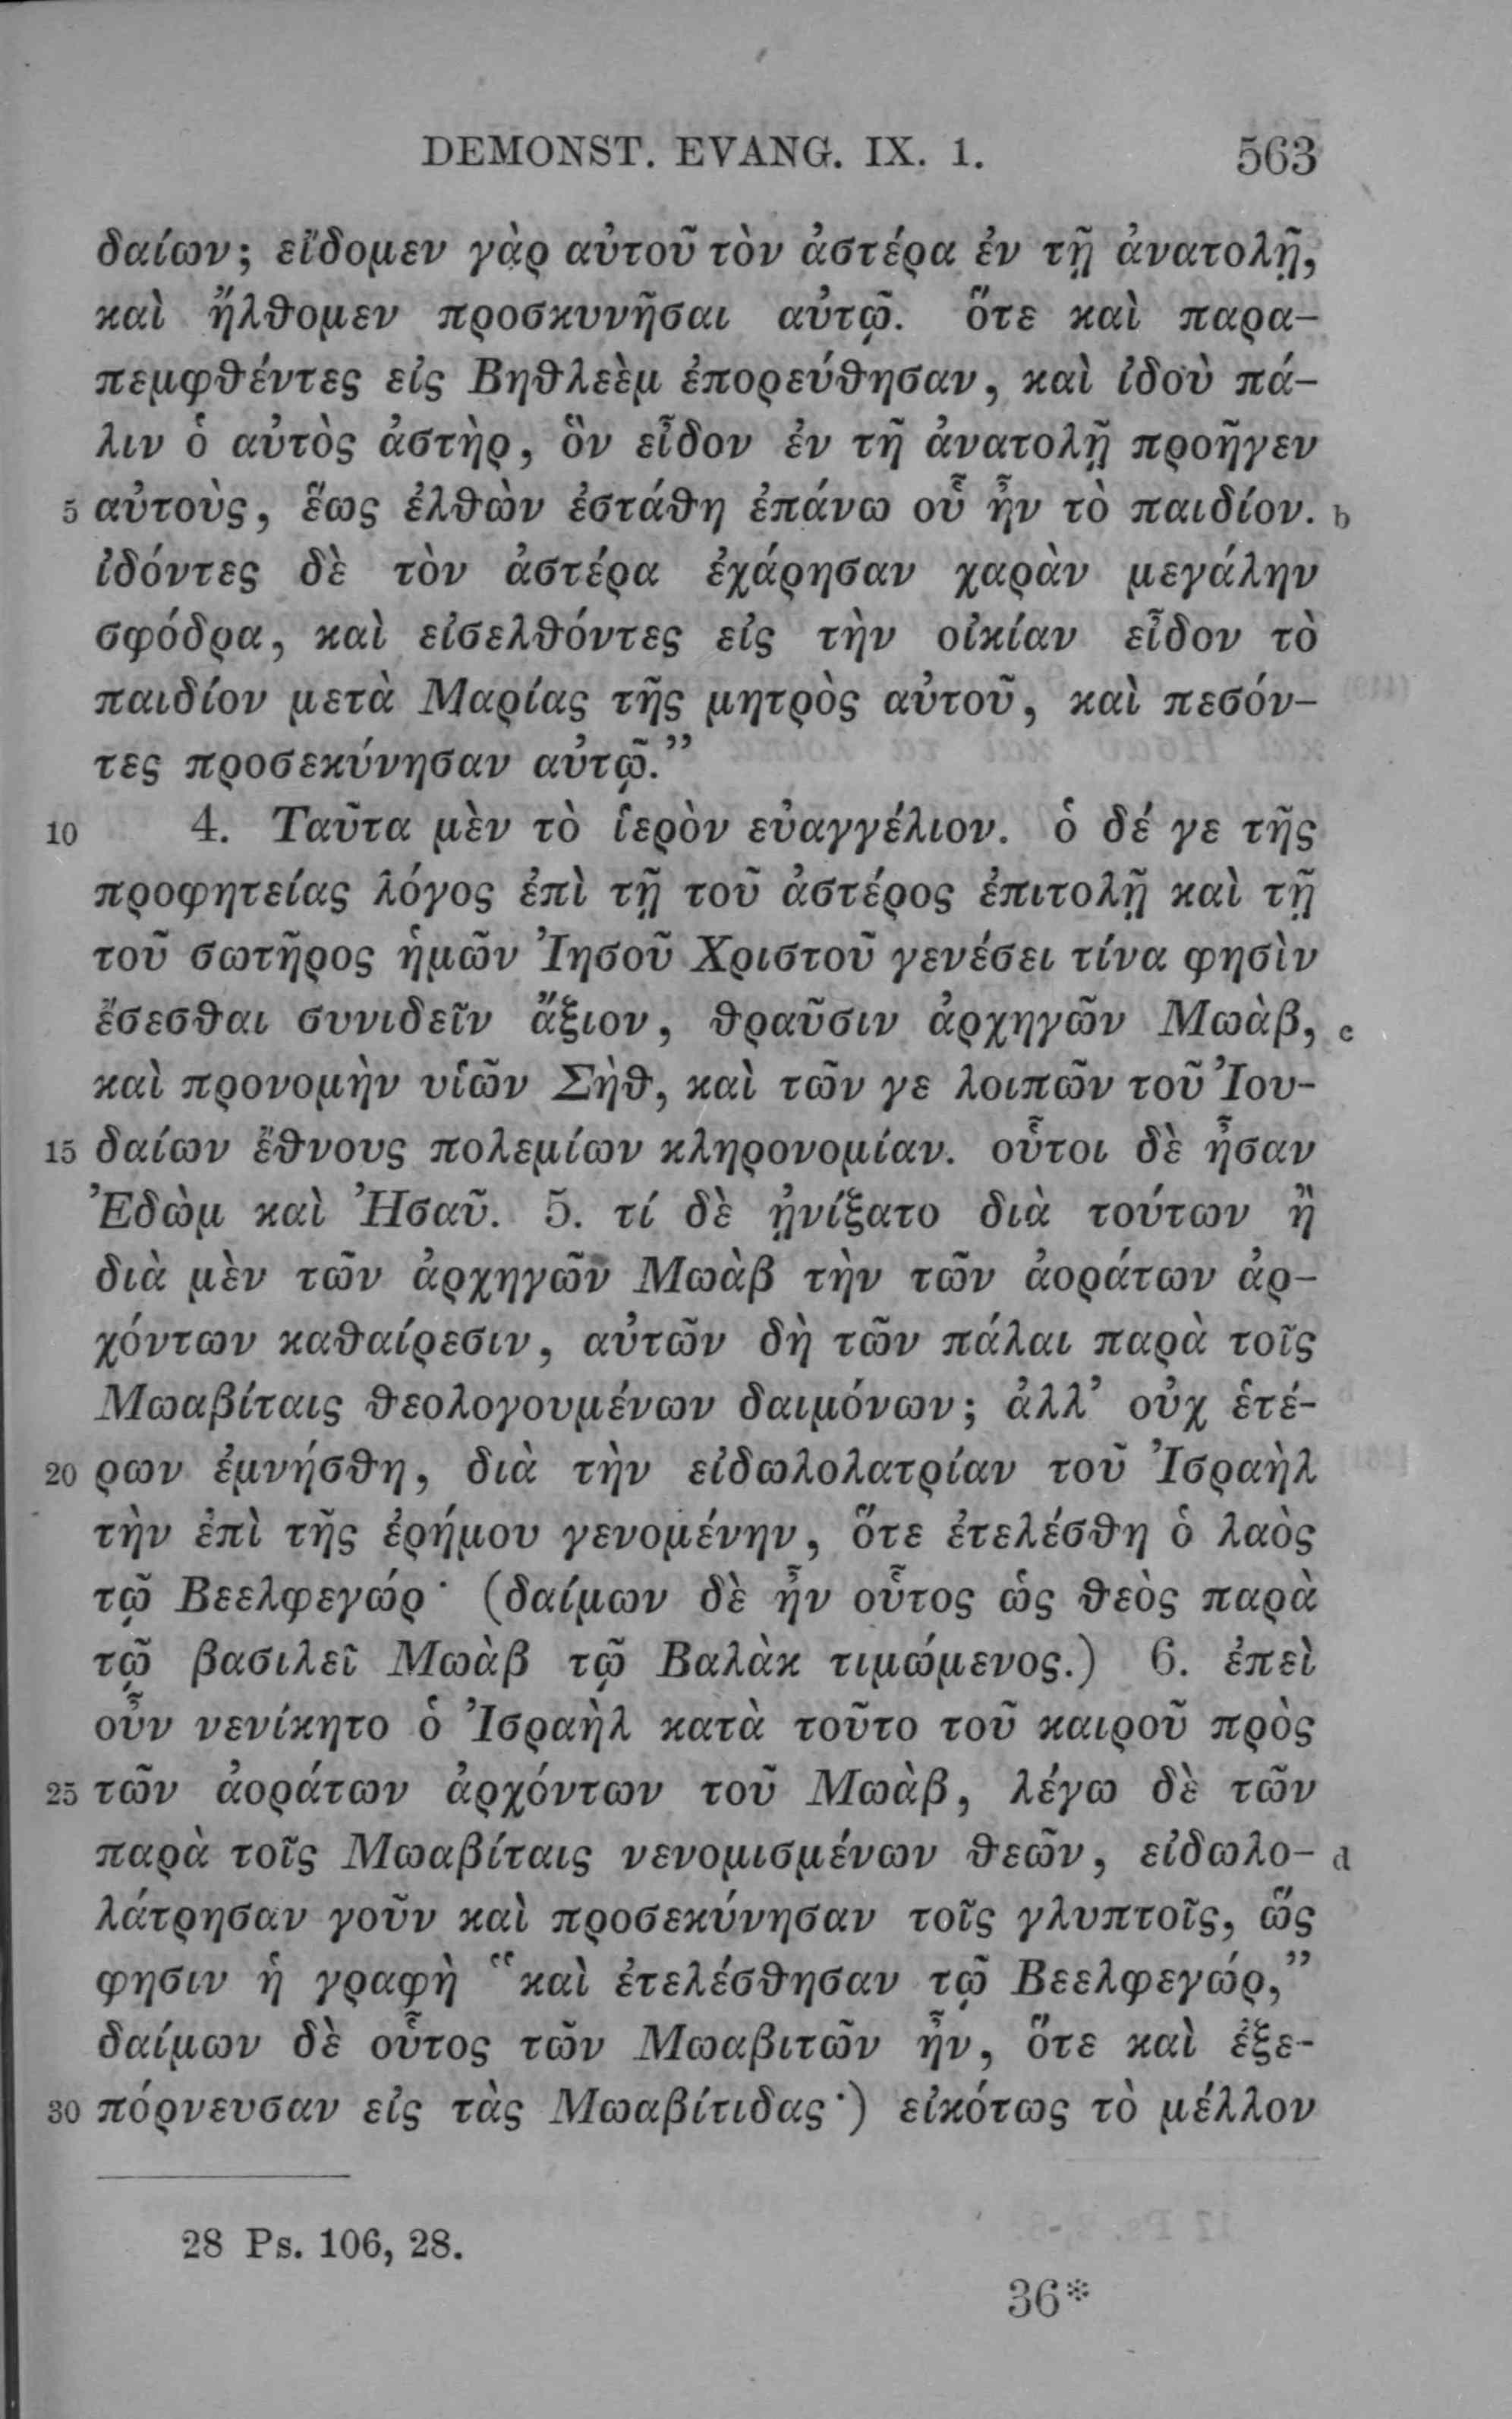 DEMONST. EVANG. IX. 1. 563
δαίων; εἴδομεν γὰρ αὐτοῦ τὸν ἀστέρα ἐν τῇ ἀνατολῇ,
καὶ ἤλθομεν προσκυνῆσαι αὐτῷ. ὅτε καὶ παρα-
πεμφθέντες εἰς Βηθλεὲμ ἐπορεύθησαν, καὶ ἰδοὺ πά-
λιν ὁ αὐτὸς ἀστὴρ, ὃν εἶδον ἐν τῇ ἀνατολῇ προῆγεν
5 αὐτοὺς, ἕως ἐλθὼν ἐστάθη ἐπάνω οὗ ἦν τὸ παιδίον. b
ἰδόντες δὲ τὸν ἀστέρα ἐχάρησαν χαρὰν μεγάλην
σφόδρα, καὶ εἰσελθόντες εἰς τὴν οἰκίαν εἶδον τὸ
παιδίον μετὰ Μαρίας τῆς μητρὸς αὐτοῦ, καὶ πεσόν-
τες προσεκύνησαν αὐτῷ.”
10 4. Ταῦτα μὲν τὸ ἱερὸν εὐαγγέλιον. ὁ δέ γε τῆς
προφητείας λόγος ἐπὶ τῇ τοῦ ἀστέρος ἐπιτολῇ καὶ τῇ
τοῦ σωτῆρος ἡμῶν Ἰησοῦ Χριστοῦ γενέσει τίνα φησὶν
ἔσεσθαι συνιδεῖν ἄξιον, θραῦσιν ἀρχηγῶν Μωὰβ, c
καὶ προνομὴν υἱῶν Σὴθ, καὶ τῶν γε λοιπῶν τοῦ Ἰου-
15 δαίων ἔθνους πολεμίων κληρονομίαν. οὗτοι δὲ ἦσαν
Ἐδὼμ καὶ Ἠσαῦ. 5. τί δὲ ᾐνίξατο διὰ τούτων ἢ
διὰ μὲν τῶν ἀρχηγῶν Μωὰβ τὴν τῶν ἀοράτων ἀρ-
χόντων καθαίρεσιν, αὐτῶν δὴ τῶν πάλαι παρὰ τοῖς
Μωαβίταις θεολογουμένων δαιμόνων; ἀλλ’ οὐχ ἑτέ-
20 ρων ἐμνήσθη, διὰ τὴν εἰδωλολατρίαν τοῦ Ἰσραὴλ
τὴν ἐπὶ τῆς ἐρήμου γενομένην, ὅτε ἐτελέσθη ὁ λαὸς
τῷ Βεελφεγώρ· (δαίμων δὲ ἦν οὗτος ὡς θεὸς παρὰ
τῷ βασιλεῖ Μωὰβ τῷ Βαλὰκ τιμώμενος.) 6. ἐπεὶ
οὖν νενίκητο ὁ Ἰσραὴλ κατὰ τοῦτο τοῦ καιροῦ πρὸς
25 τῶν ἀοράτων ἀρχόντων τοῦ Μωὰβ, λέγω δὲ τῶν
παρὰ τοῖς Μωαβίταις νενομισμένων θεῶν, εἰδωλο- d
λάτρησαν γοῦν καὶ προσεκύνησαν τοῖς γλυπτοῖς, ὥς
φησιν ἡ γραφὴ “καὶ ἐτελέσθησαν τῷ Βεελφεγώρ,”
δαίμων δὲ οὗτος τῶν Μωαβιτῶν ἦν, ὅτε καὶ ἐξε-
30 πόρνευσαν εἰς τὰς Μωαβίτιδας·) εἰκότως τὸ μέλλον
28 Ps. 106, 28.
36*